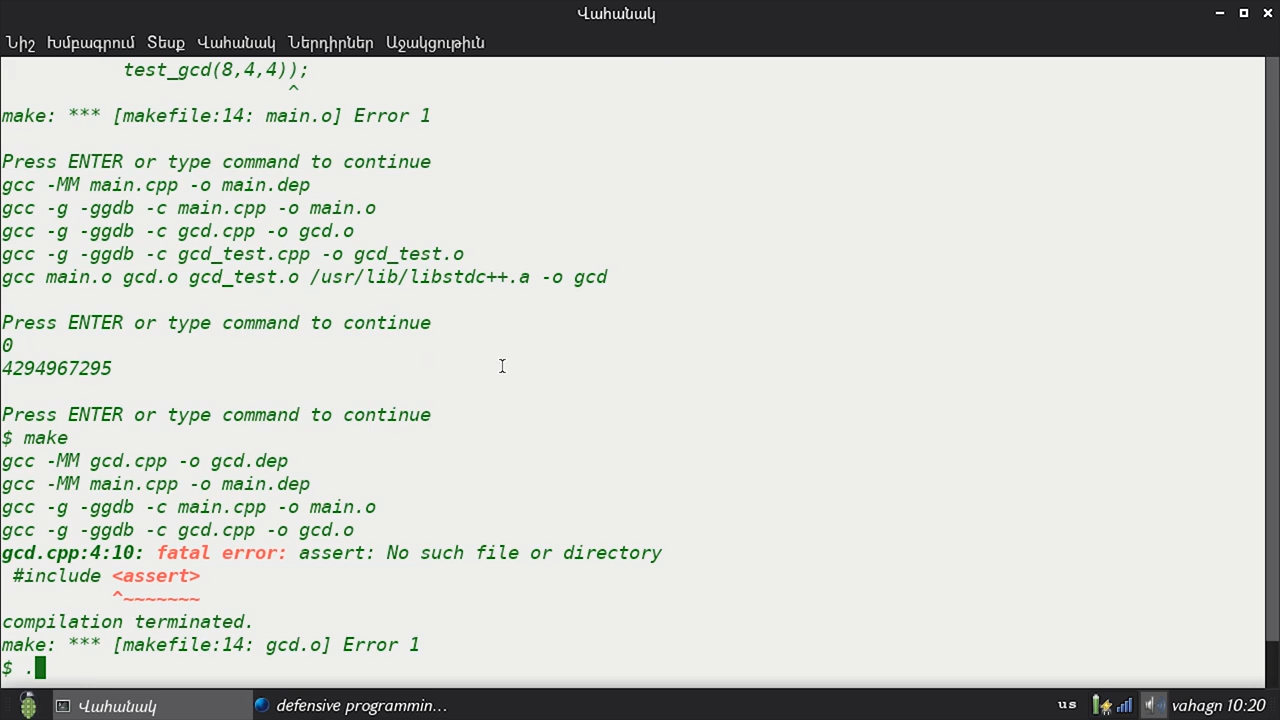 Վահանակ
Նիշ Խմբագրում Տեսք Վահանակ Ներդիրներ Աջակցութիւն
test_gcd(8,4,4));
^
make: *** [makefile:14: main.o] Error 1
Press ENTER or type command to continue
gcc -MM main.cpp -o main.dep
gcc -g -ggdb -c main.cpp -o main.o
gcc -g -ggdb -c gcd.cpp -o gcd.o
gcc -g -ggdb -c gcd_test.cpp -o gcd_test.o
gcc main.o gcd.o gcd_test.o /usr/lib/libstdc++.a -o gcd
Press ENTER or type command to continue
0
4294967295
Press ENTER or type command to continue
$ make
gcc -MM gcd.cpp -o gcd.dep
gcc -MM main.cpp -o main.dep
gcc -g -ggdb -c main.cpp -o main.o
gcc -g -ggdb -c gcd.cpp -o gcd.o
gcd.cpp:4:10: fatal error: assert: No such file or directory
#include <assert>
^~~~~~~~
compilation terminated.
make: *** [makefile:14: gcd.o] Error 1
$ .
Վահանակ defensive programmin... us vahagn 10:20